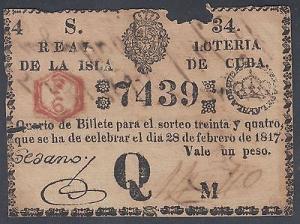 4 S. 34.
REAL LOTERIA
DE LA ISLA DE CUBA.
7439
Quarto de Billete para el sorteo treinta y quatro,
que se ha de celebrar el dia 28 de febrero de 1817.
Vale un peso.
Q M